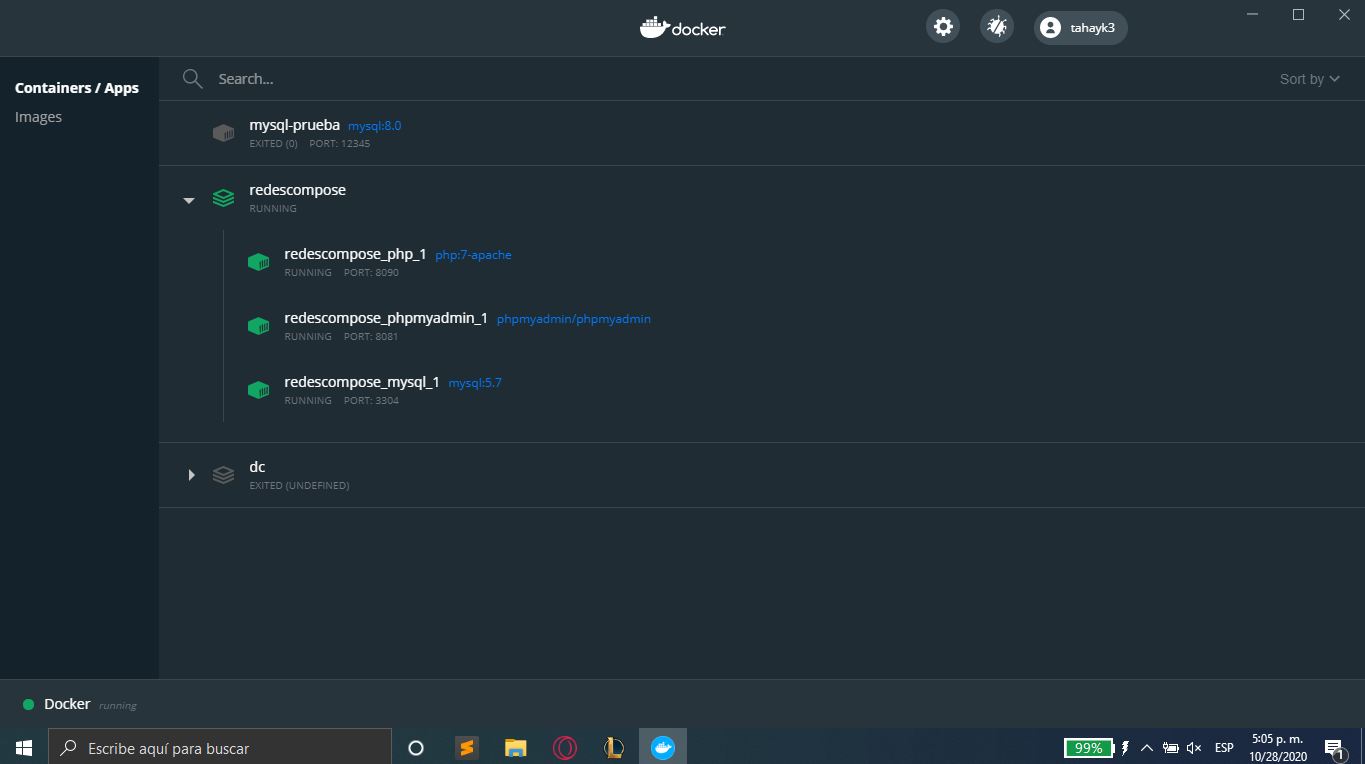 docker
tahayk3
Containers / Apps
Images
Search...
Sort by
mysql-prueba mysql:8.0
EXITED (0) PORT: 12345
redescompose
RUNNING
redescompose_php_1 php:7-apache
RUNNING PORT: 8090
redescompose_phpmyadmin_1 phpmyadmin/phpmyadmin
RUNNING PORT: 8081
redescompose_mysql_1 mysql:5.7
RUNNING PORT: 3304
dc
EXITED (UNDEFINED)
Docker running
Escribe aquí para buscar
99%
ESP
5:05 p. m.
10/28/2020
1